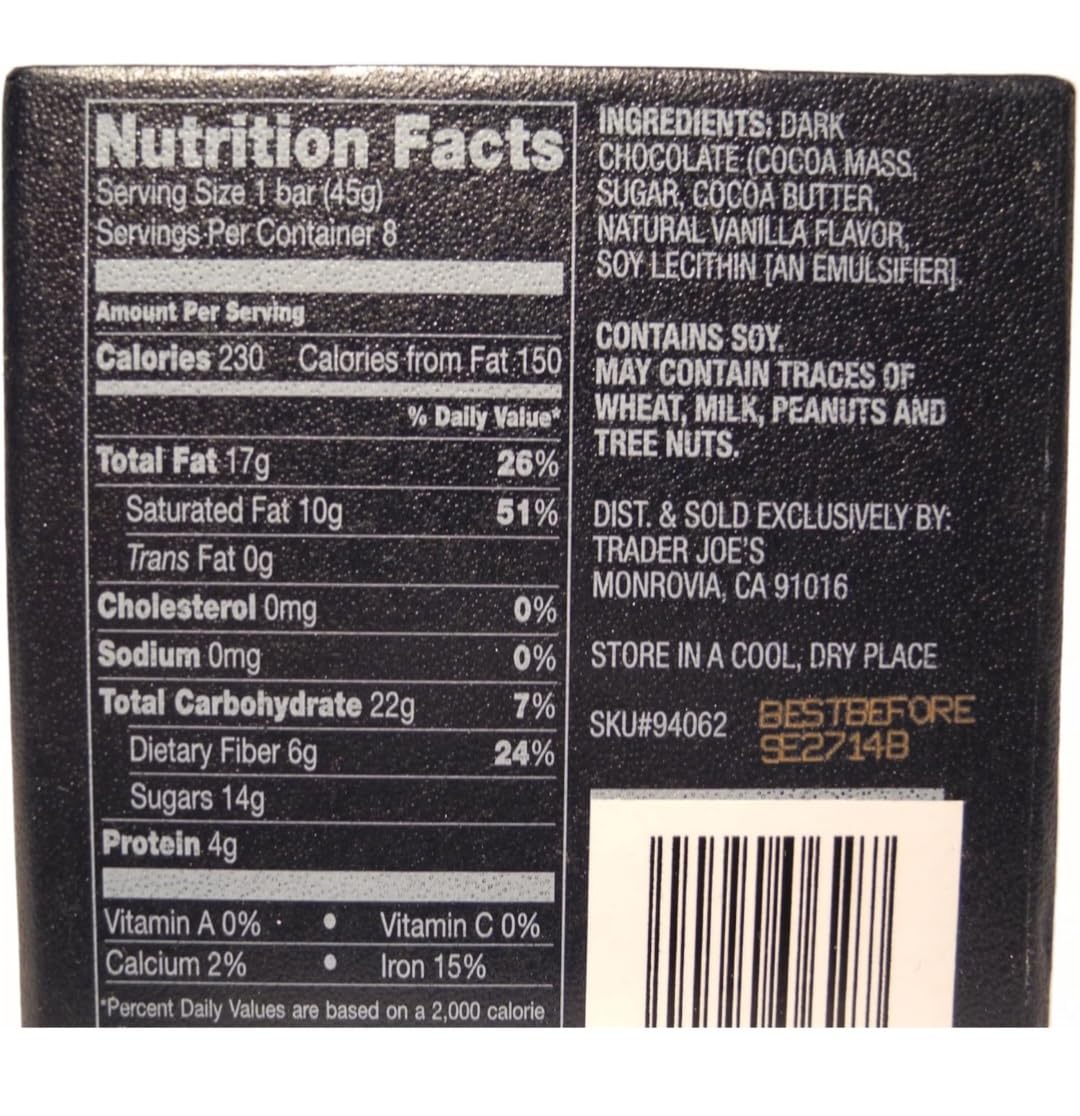 Nutrition Facts
Serving Size 1 bar (45g)
Servings Per Container 8
Amount Per Serving
Calories 230 Calories from Fat 150
% Daily Value*
Total Fat 17g 26%
Saturated Fat 10g 51%
Trans Fat 0g
Cholesterol 0mg 0%
Sodium 0mg 0%
Total Carbohydrate 22g 7%
Dietary Fiber 6g 24%
Sugars 14g
Protein 4g
Vitamin A 0% • Vitamin C 0%
Calcium 2% • Iron 15%
*Percent Daily Values are based on a 2,000 calorie
INGREDIENTS: DARK
CHOCOLATE (COCOA MASS,
SUGAR, COCOA BUTTER,
NATURAL VANILLA FLAVOR,
SOY LECITHIN [AN EMULSIFIER].
CONTAINS SOY.
MAY CONTAIN TRACES OF
WHEAT, MILK, PEANUTS AND
TREE NUTS.
DIST. & SOLD EXCLUSIVELY BY:
TRADER JOE'S
MONROVIA, CA 91016
STORE IN A COOL, DRY PLACE
SKU#94062
BESTBEFORE
SE2714B